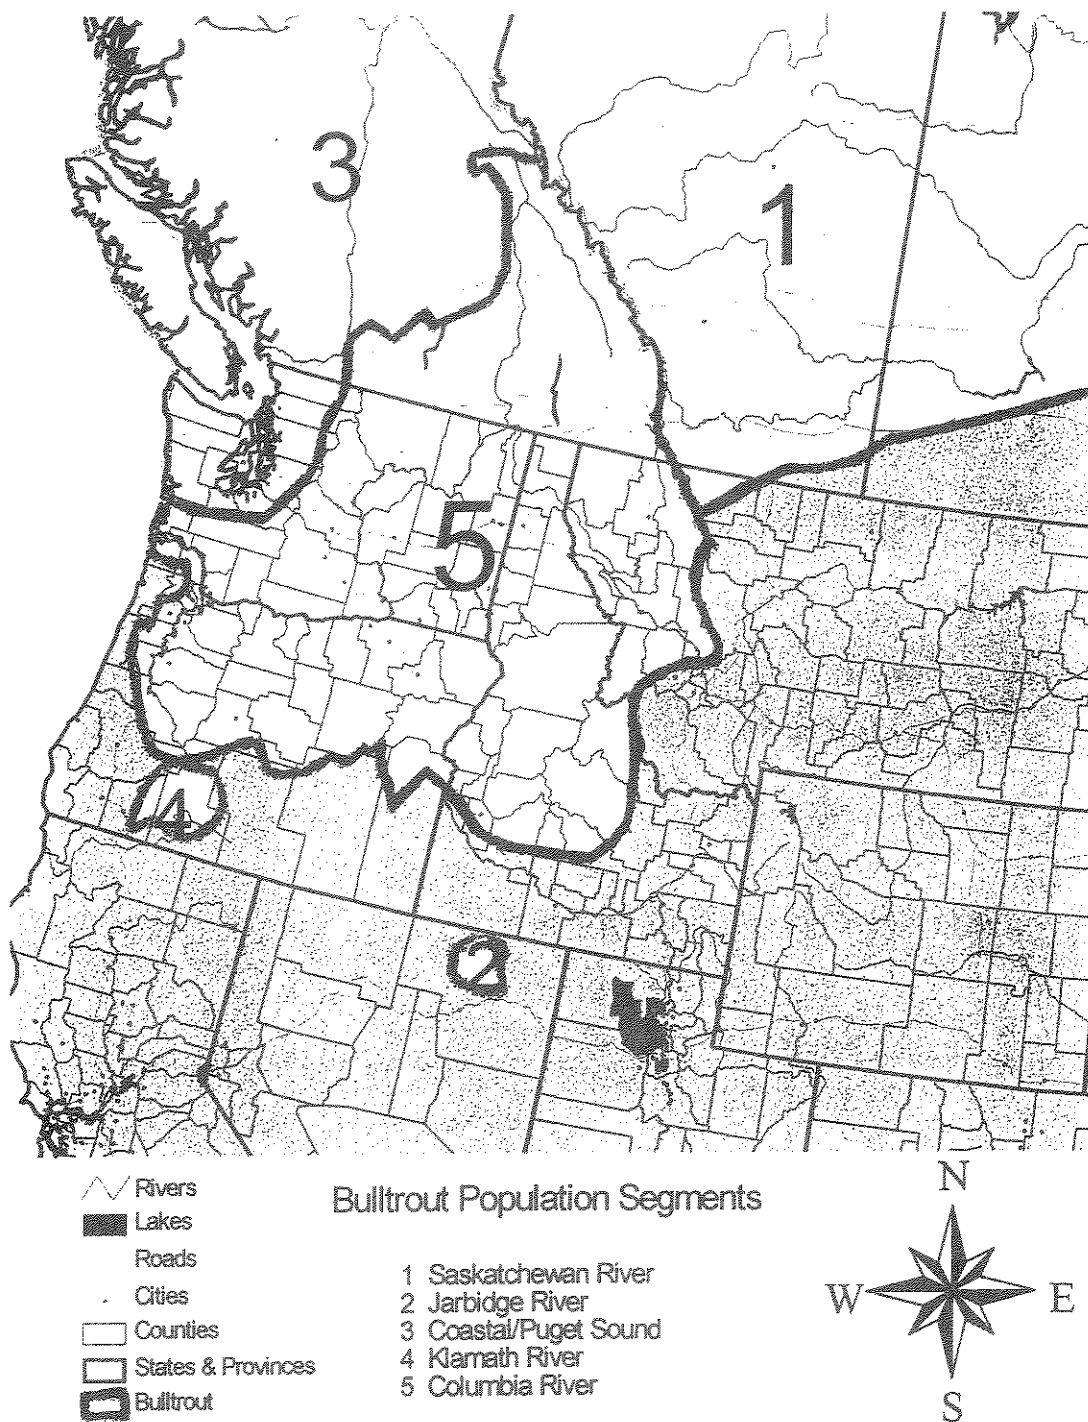 3
1
5
4
2
Rivers
Lakes
Roads
Cities
Counties
States & Provinces
Bulltrout
Bulltrout Population Segments
1 Saskatchewan River
2 Jarbidge River
3 Coastal/Puget Sound
4 Klamath River
5 Columbia River
N
W E
S